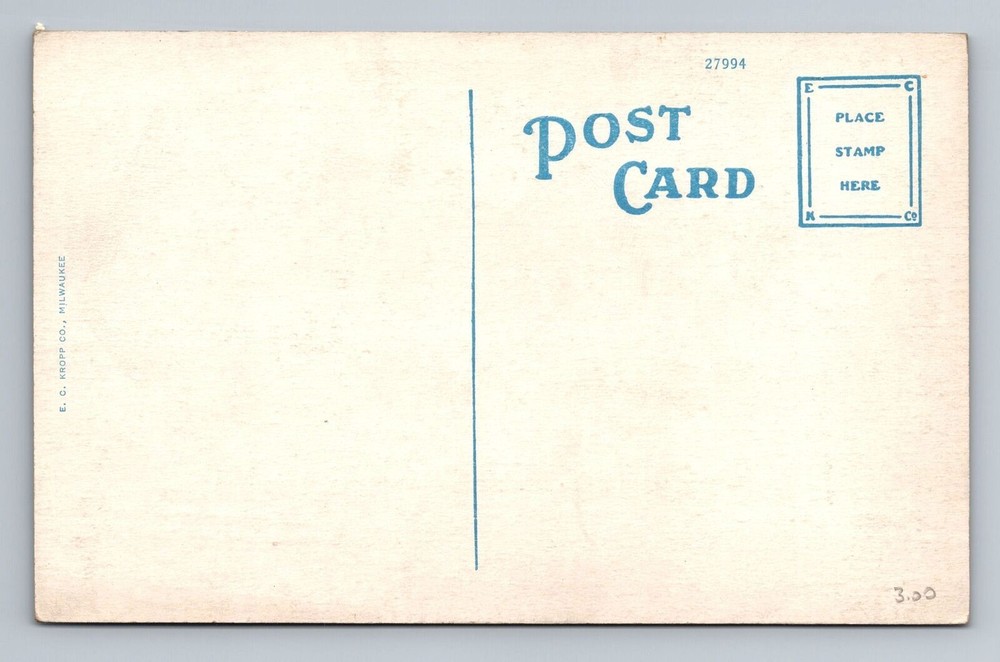 27994
POST
CARD
E C
PLACE
STAMP
HERE
K Co
E. C. KROPP CO., MILWAUKEE
3.00